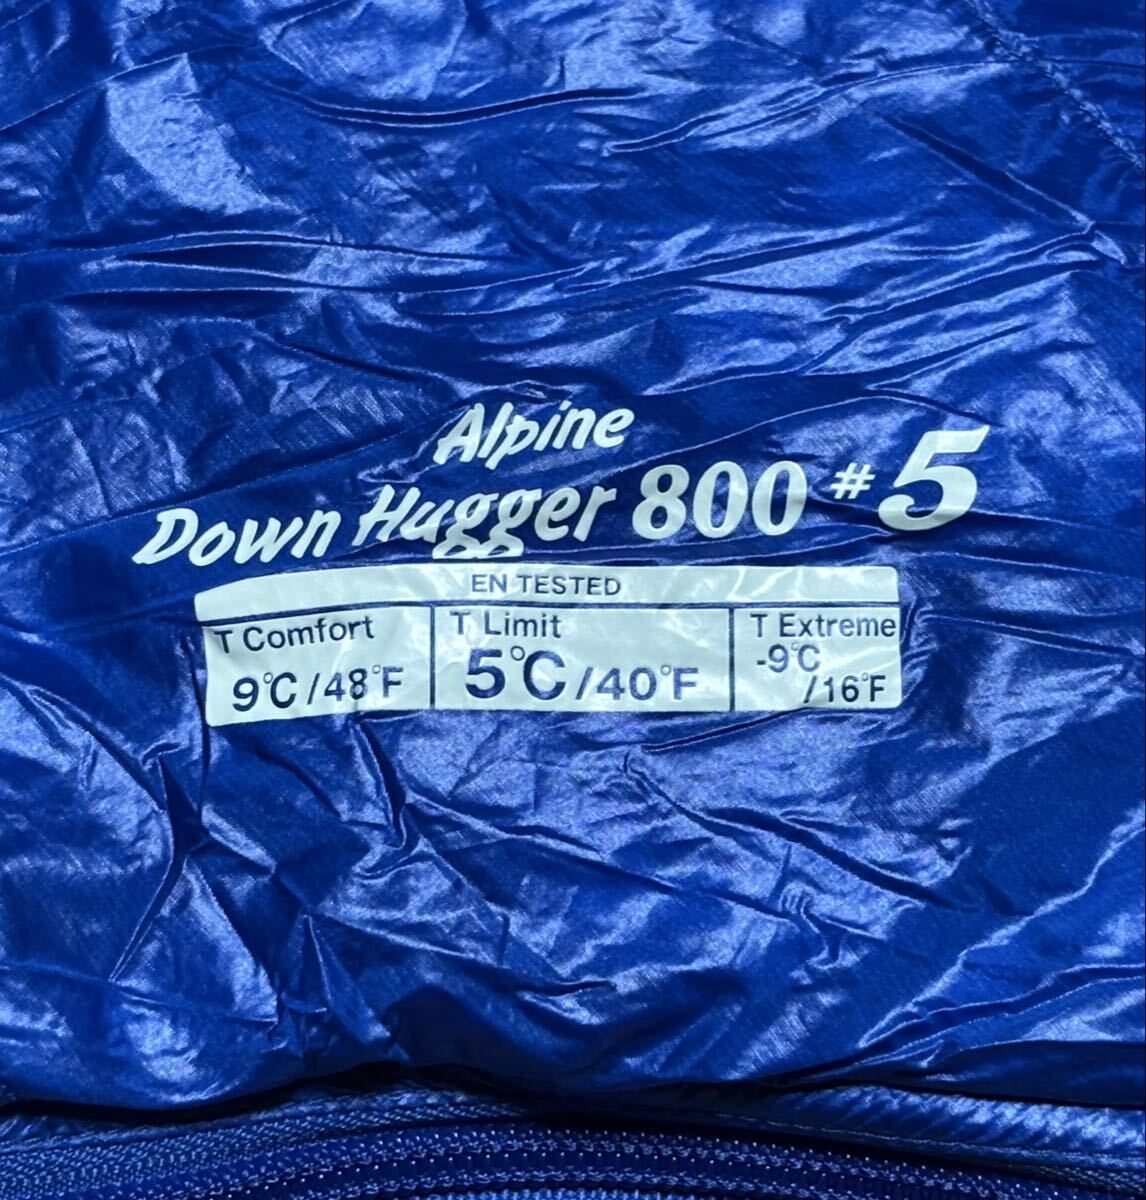 Alpine
Down Hugger 800 #5
EN TESTED
T Comfort
9°C/48°F
T Limit
5°C/40°F
T Extreme
-9°C
/16°F